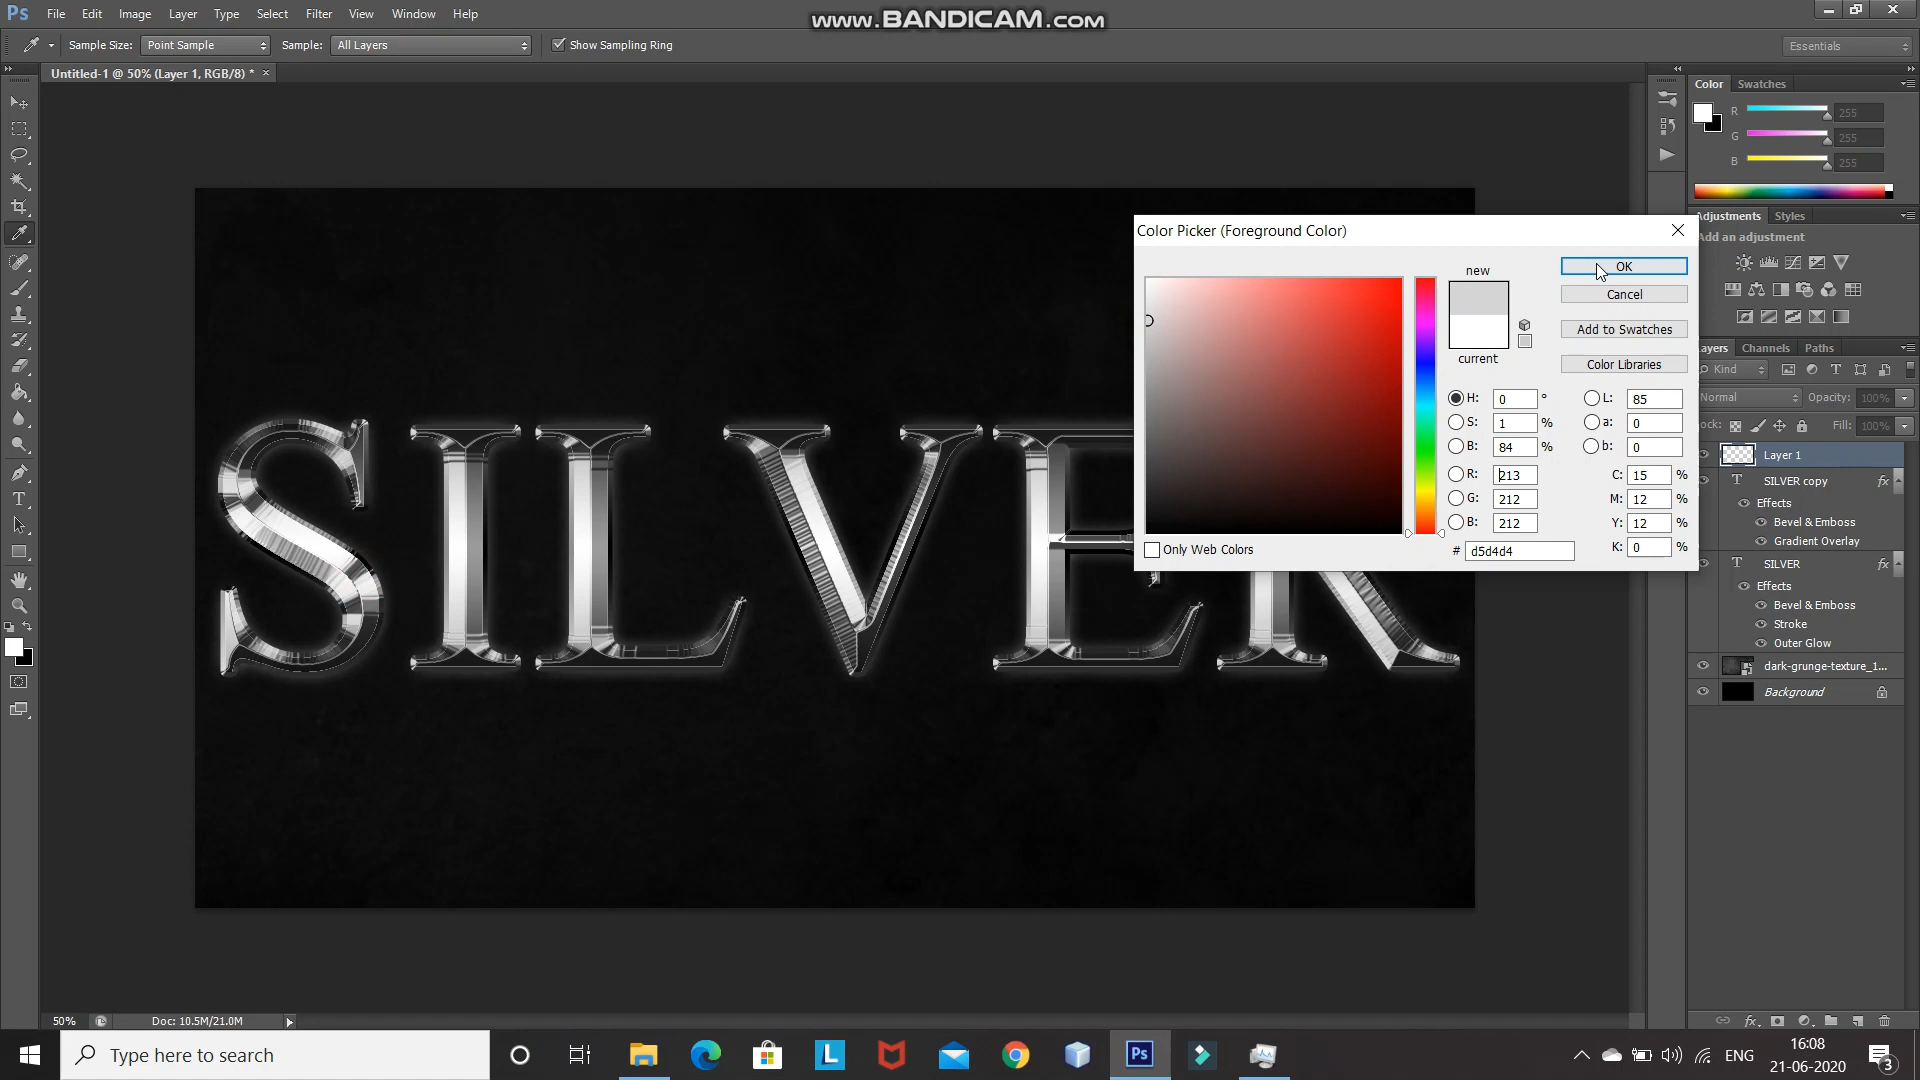 Ps File Edit Image Layer Type Select Filter View Window Help
www.BANDICAM.com
Sample Size: Point Sample Sample: All Layers Show Sampling Ring
Essentials
Untitled-1 @ 50% (Layer 1, RGB/8) * ×
Color Swatches
R 255
G 255
B 255
Adjustments Styles
Add an adjustment
SILVER
Color Picker (Foreground Color)
new
current
OK
Cancel
Add to Swatches
Color Libraries
H: 0 °
S: 1 %
B: 84 %
R: 213
G: 212
B: 212
# d5d4d4
L: 85
a: 0
b: 0
C: 15 %
M: 12 %
Y: 12 %
K: 0 %
Only Web Colors
Layers Channels Paths
Kind
Normal Opacity: 100%
Lock: Fill: 100%
Layer 1
T SILVER copy fx
Effects
Bevel & Emboss
Gradient Overlay
T SILVER fx
Effects
Bevel & Emboss
Stroke
Outer Glow
dark-grunge-texture_1...
Background
50% Doc: 10.5M/21.0M
Type here to search
L
Ps
ENG
16:08
21-06-2020
3